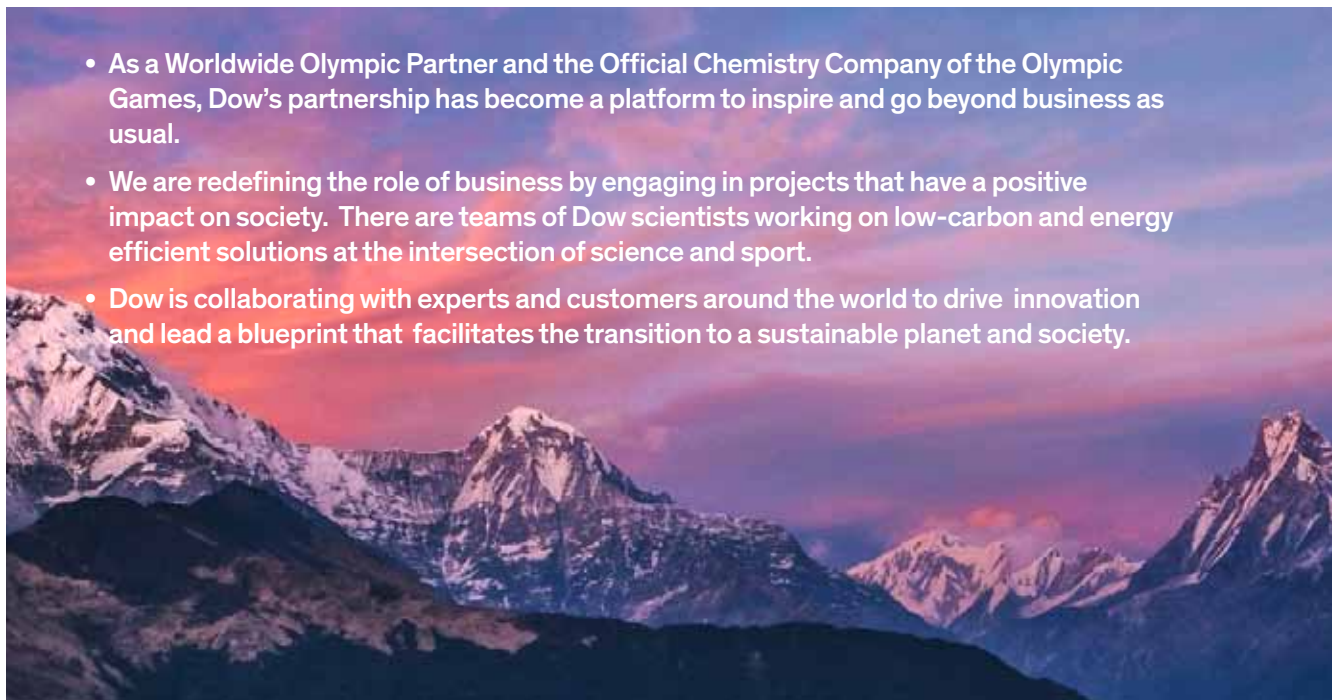 • As a Worldwide Olympic Partner and the Official Chemistry Company of the Olympic
Games, Dow’s partnership has become a platform to inspire and go beyond business as
usual.
• We are redefining the role of business by engaging in projects that have a positive
impact on society.  There are teams of Dow scientists working on low-carbon and energy
efficient solutions at the intersection of science and sport.
• Dow is collaborating with experts and customers around the world to drive  innovation
and lead a blueprint that  facilitates the transition to a sustainable planet and society.